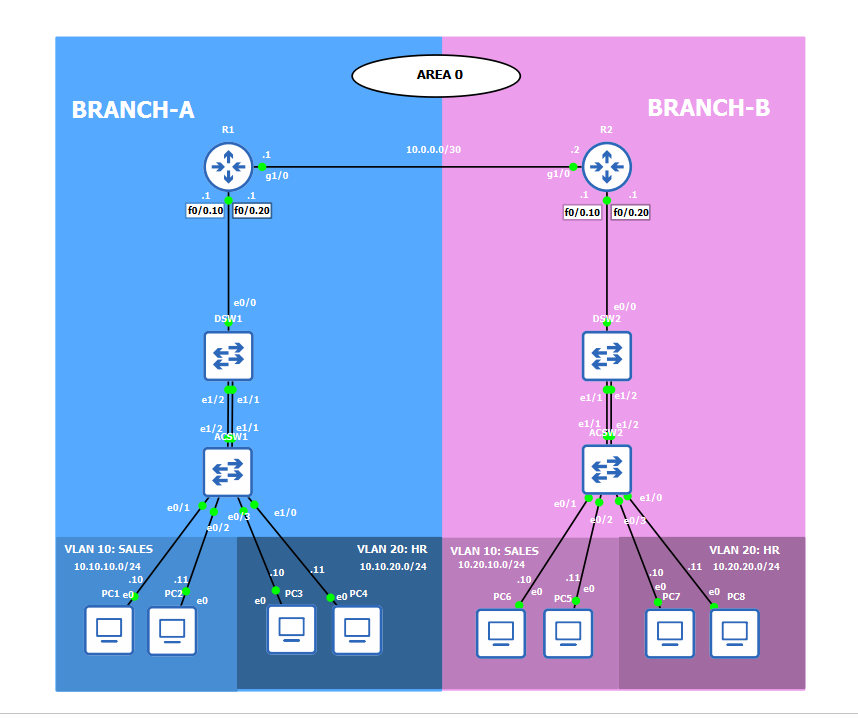 AREA 0
BRANCH-A
BRANCH-B
R1
R2
.1
10.0.0.0/30
.2
g1/0
g1/0
.1
.1
.1
.1
f0/0.10
f0/0.20
f0/0.10
f0/0.20
e0/0
e0/0
DSW1
DSW2
e1/2
e1/1
e1/1
e1/2
e1/2
e1/1
e1/1
e1/2
ACSW1
ACSW2
e0/1
e0/2
e0/3
e1/0
e0/1
e0/2
e0/3
e1/0
VLAN 10: SALES
10.10.10.0/24
VLAN 20: HR
10.10.20.0/24
VLAN 10: SALES
10.20.10.0/24
VLAN 20: HR
10.20.20.0/24
.10
.11
.10
.11
.10
.11
.10
.11
PC1
e0
PC2
e0
e0
PC3
e0
PC4
PC6
e0
PC5
e0
e0
PC7
e0
PC8